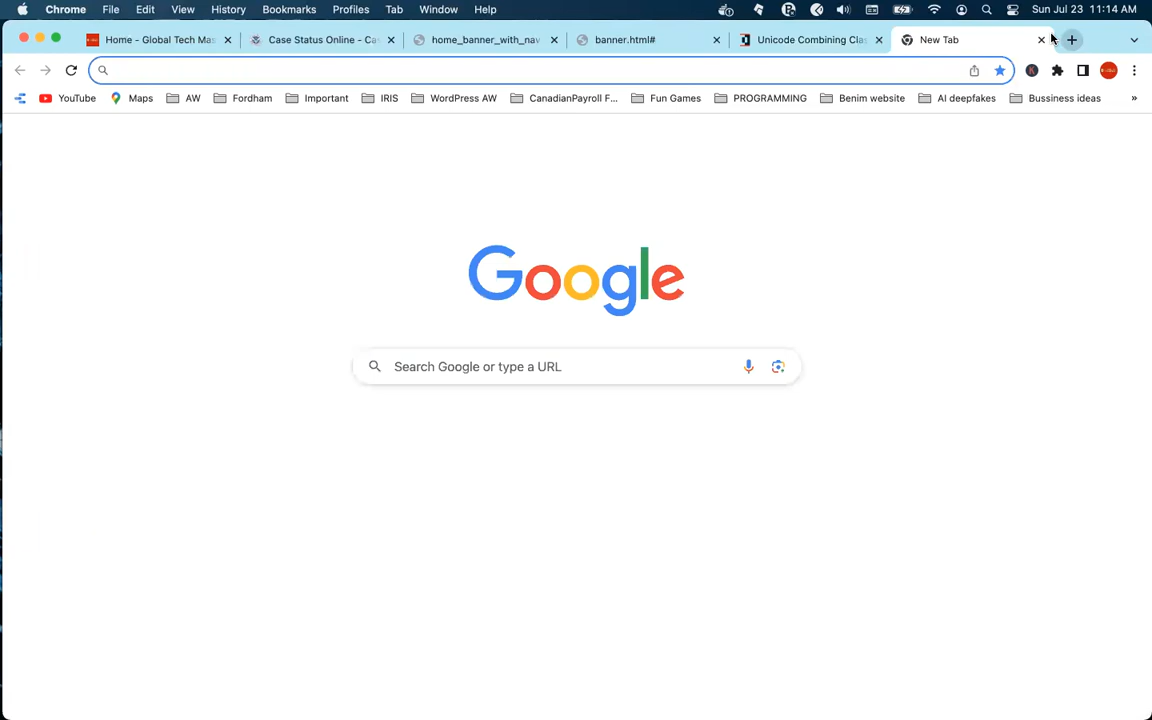 Chrome File Edit View History Bookmarks Profiles Tab Window Help Sun Jul 23 11:14 AM
Home - Global Tech Mas Case Status Online - Ca home_banner_with_nav banner.html# Unicode Combining Clas New Tab
YouTube Maps AW Fordham Important IRIS WordPress AW CanadianPayroll F... Fun Games PROGRAMMING Benim website AI deepfakes Bussiness ideas »
Google
Search Google or type a URL